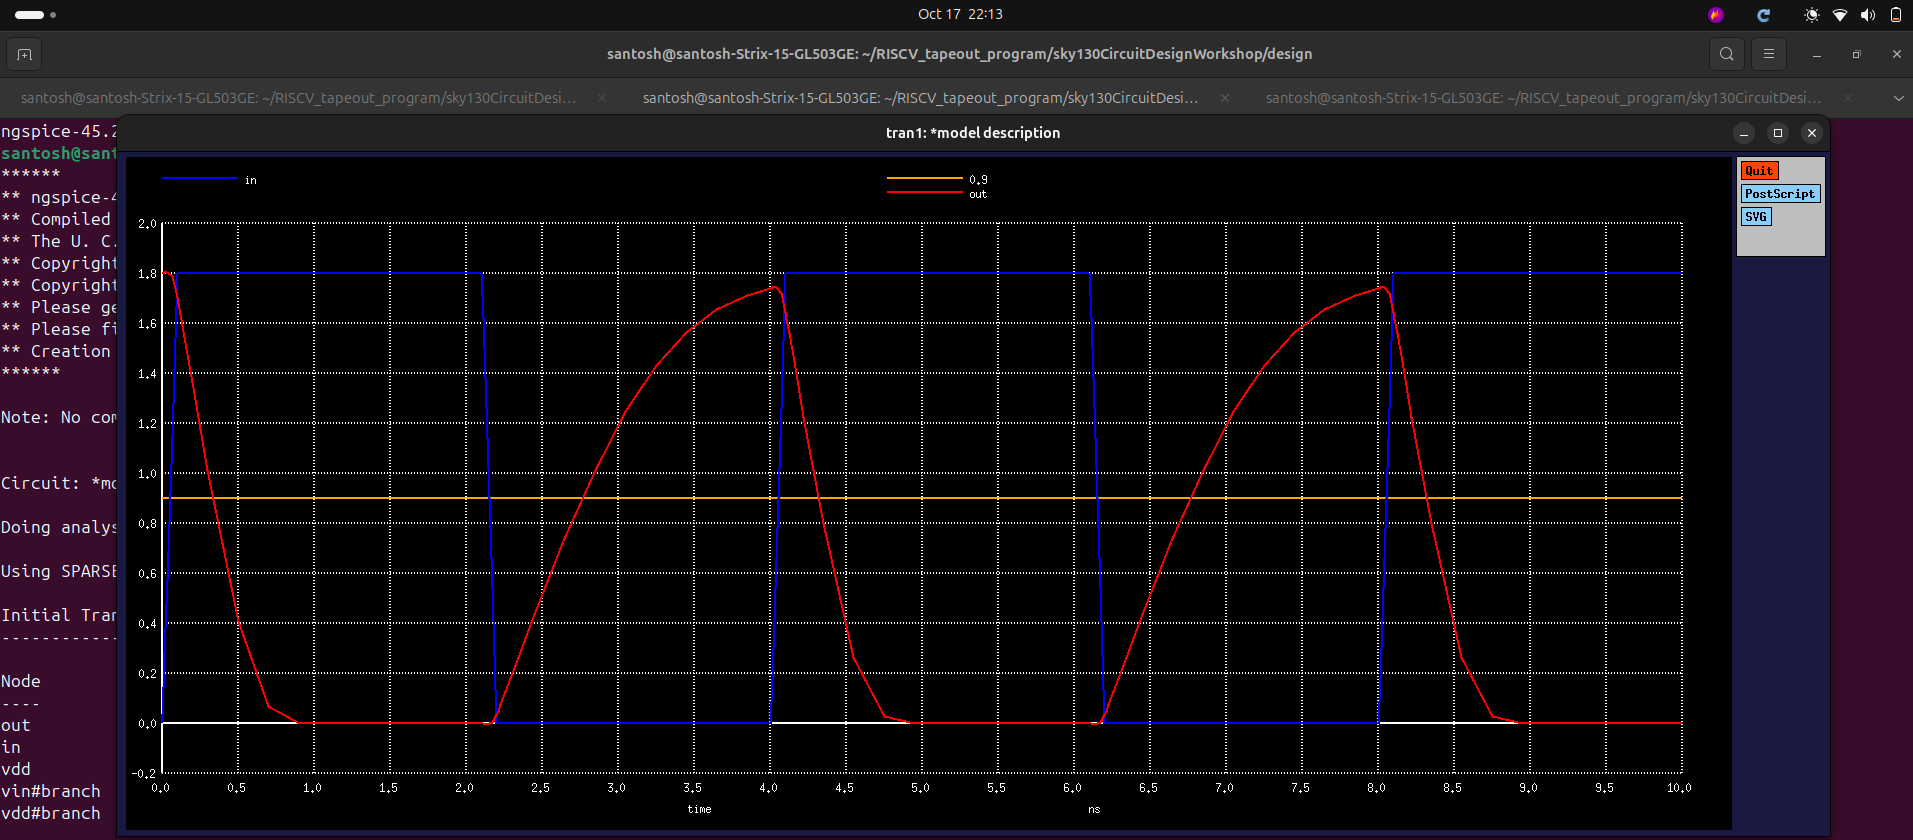 Oct 17 22:13
santosh@santosh-Strix-15-GL503GE: ~/RISCV_tapeout_program/sky130CircuitDesignWorkshop/design
santosh@santosh-Strix-15-GL503GE: ~/RISCV_tapeout_program/sky130CircuitDesi...
santosh@santosh-Strix-15-GL503GE: ~/RISCV_tapeout_program/sky130CircuitDesi...
santosh@santosh-Strix-15-GL503GE: ~/RISCV_tapeout_program/sky130CircuitDesi...
ngspice-45.2
santosh@sant
******
** ngspice-4
** Compiled
** The U. C.
** Copyright
** Copyright
** Please ge
** Please fi
** Creation
******
Note: No com
Circuit: *mo
Doing analys
Using SPARSE
Initial Tran
------------
Node
----
out
in
vdd
vin#branch
vdd#branch
tran1: *model description
in
0.9
out
Quit
PostScript
SVG
2.0
1.8
1.6
1.4
1.2
1.0
0.8
0.6
0.4
0.2
0.0
-0.2
0.0 0.5 1.0 1.5 2.0 2.5 3.0 3.5 4.0 4.5 5.0 5.5 6.0 6.5 7.0 7.5 8.0 8.5 9.0 9.5 10.0
time ns